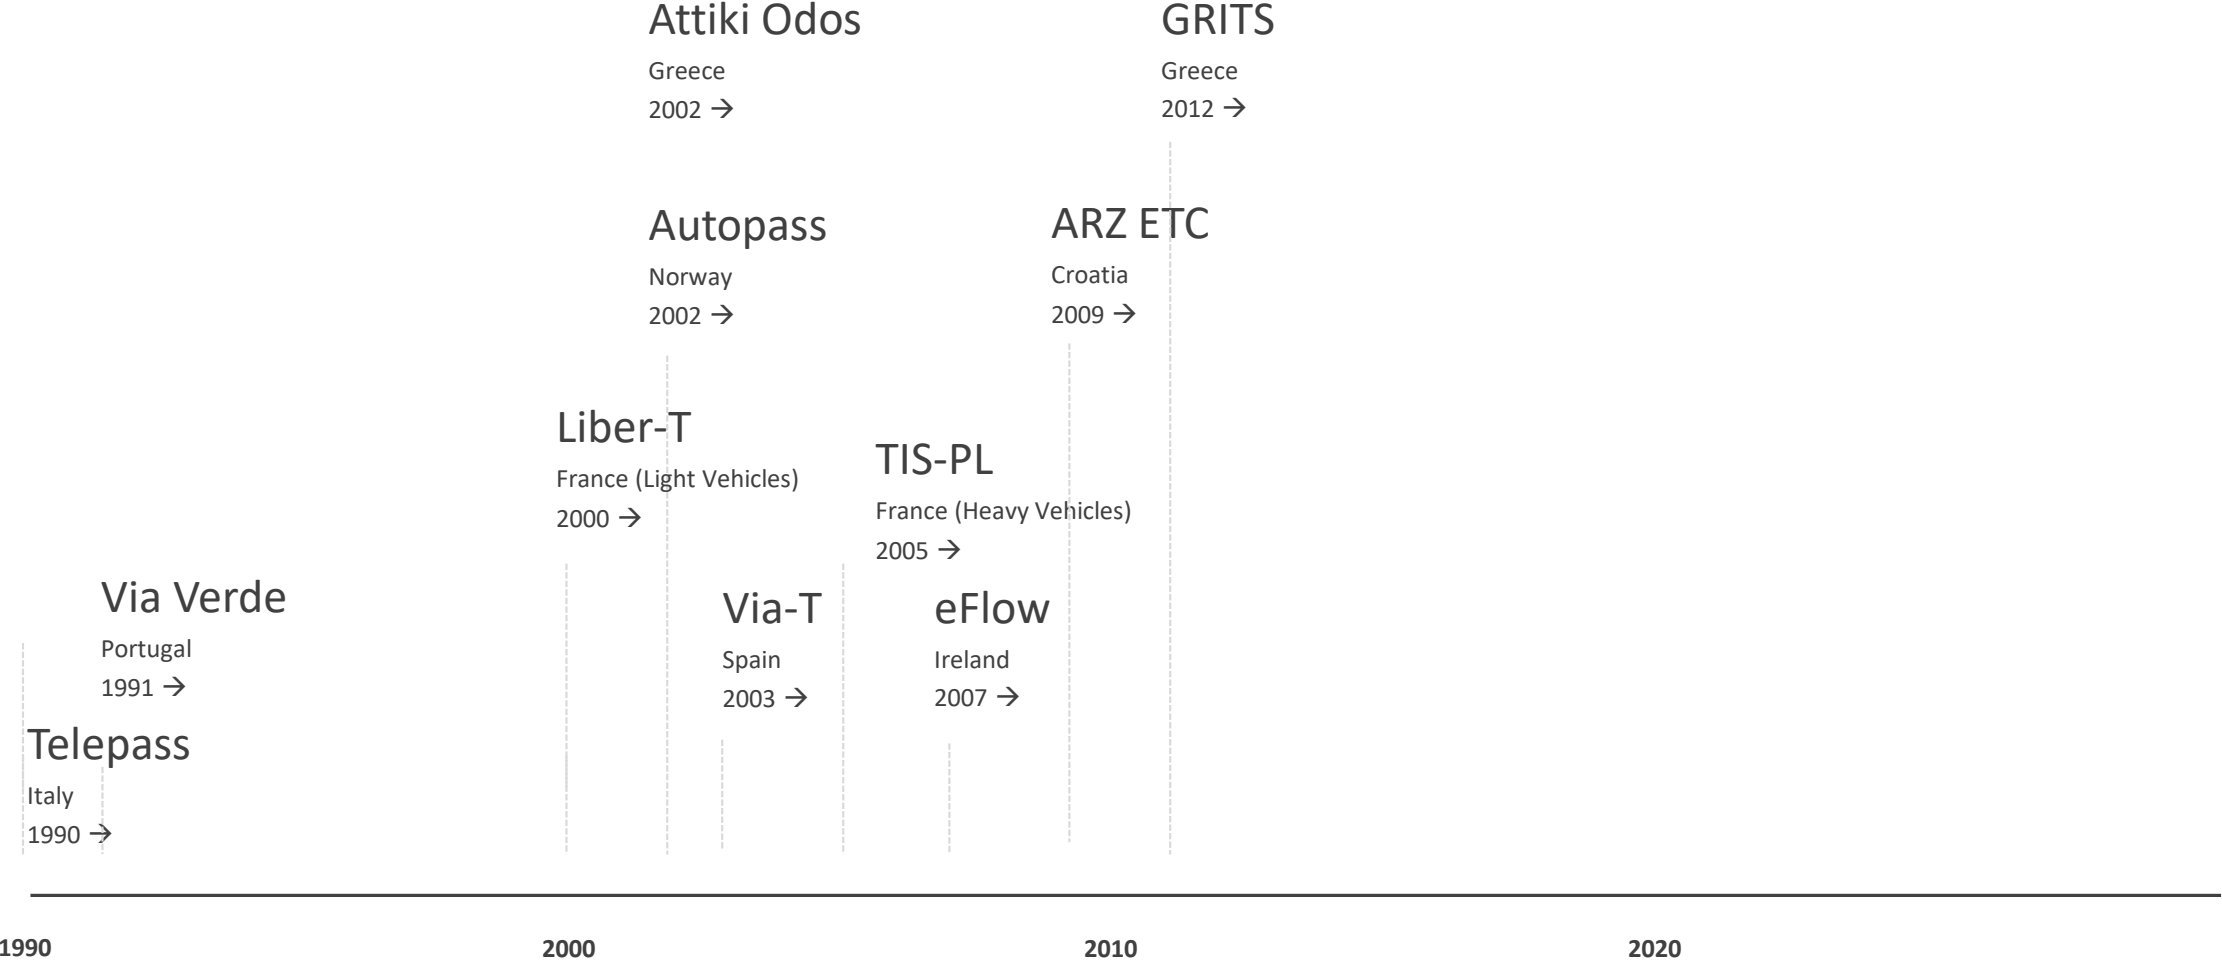 Attiki Odos
Greece
2002 →
GRITS
Greece
2012 →
Autopass
Norway
2002 →
ARZ ETC
Croatia
2009 →
Liber-T
France (Light Vehicles)
2000 →
TIS-PL
France (Heavy Vehicles)
2005 →
Via Verde
Portugal
1991 →
Via-T
Spain
2003 →
eFlow
Ireland
2007 →
Telepass
Italy
1990 →
1990
2000
2010
2020